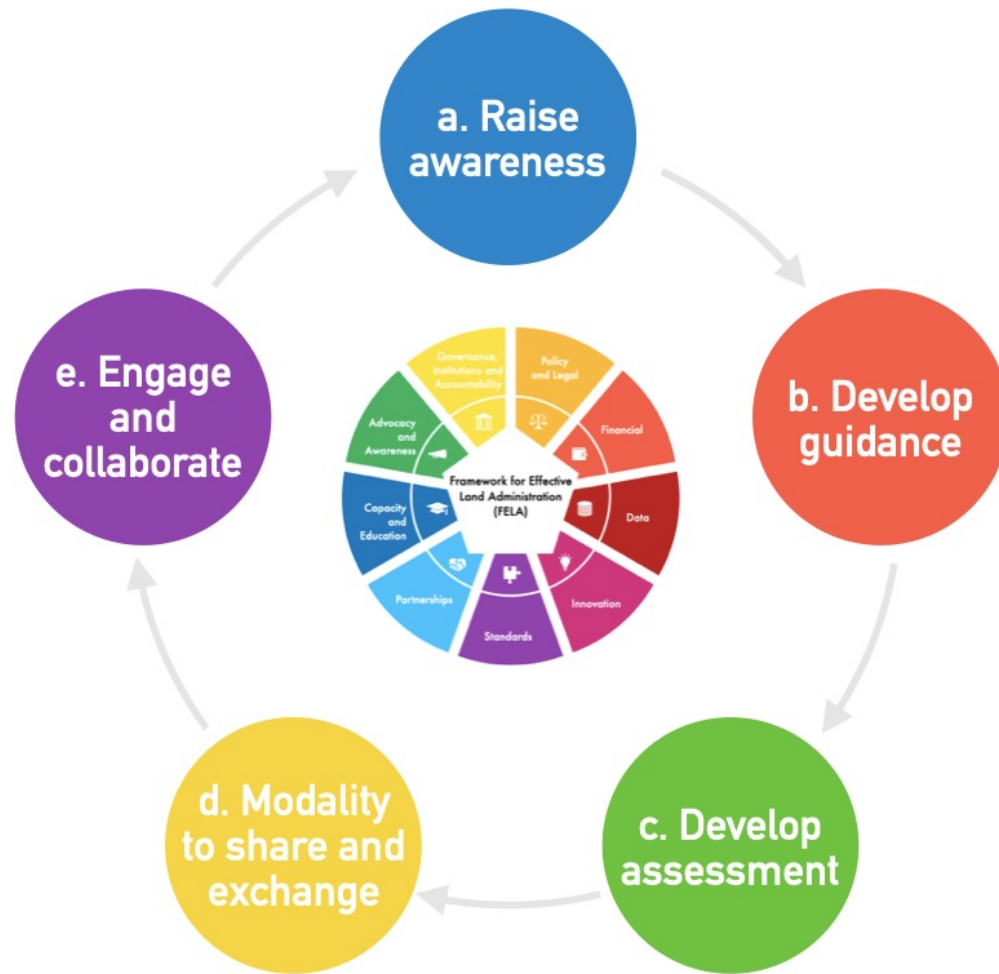 a. Raise
awareness
b. Develop
guidance
c. Develop
assessment
d. Modality
to share and
exchange
e. Engage
and
collaborate
Governance,
Institutions and
Accountability
Policy
and Legal
Financial
Data
Innovation
Standards
Partnerships
Capacity
and
Education
Advocacy
and
Awareness
Framework for Effective
Land Administration
(FELA)